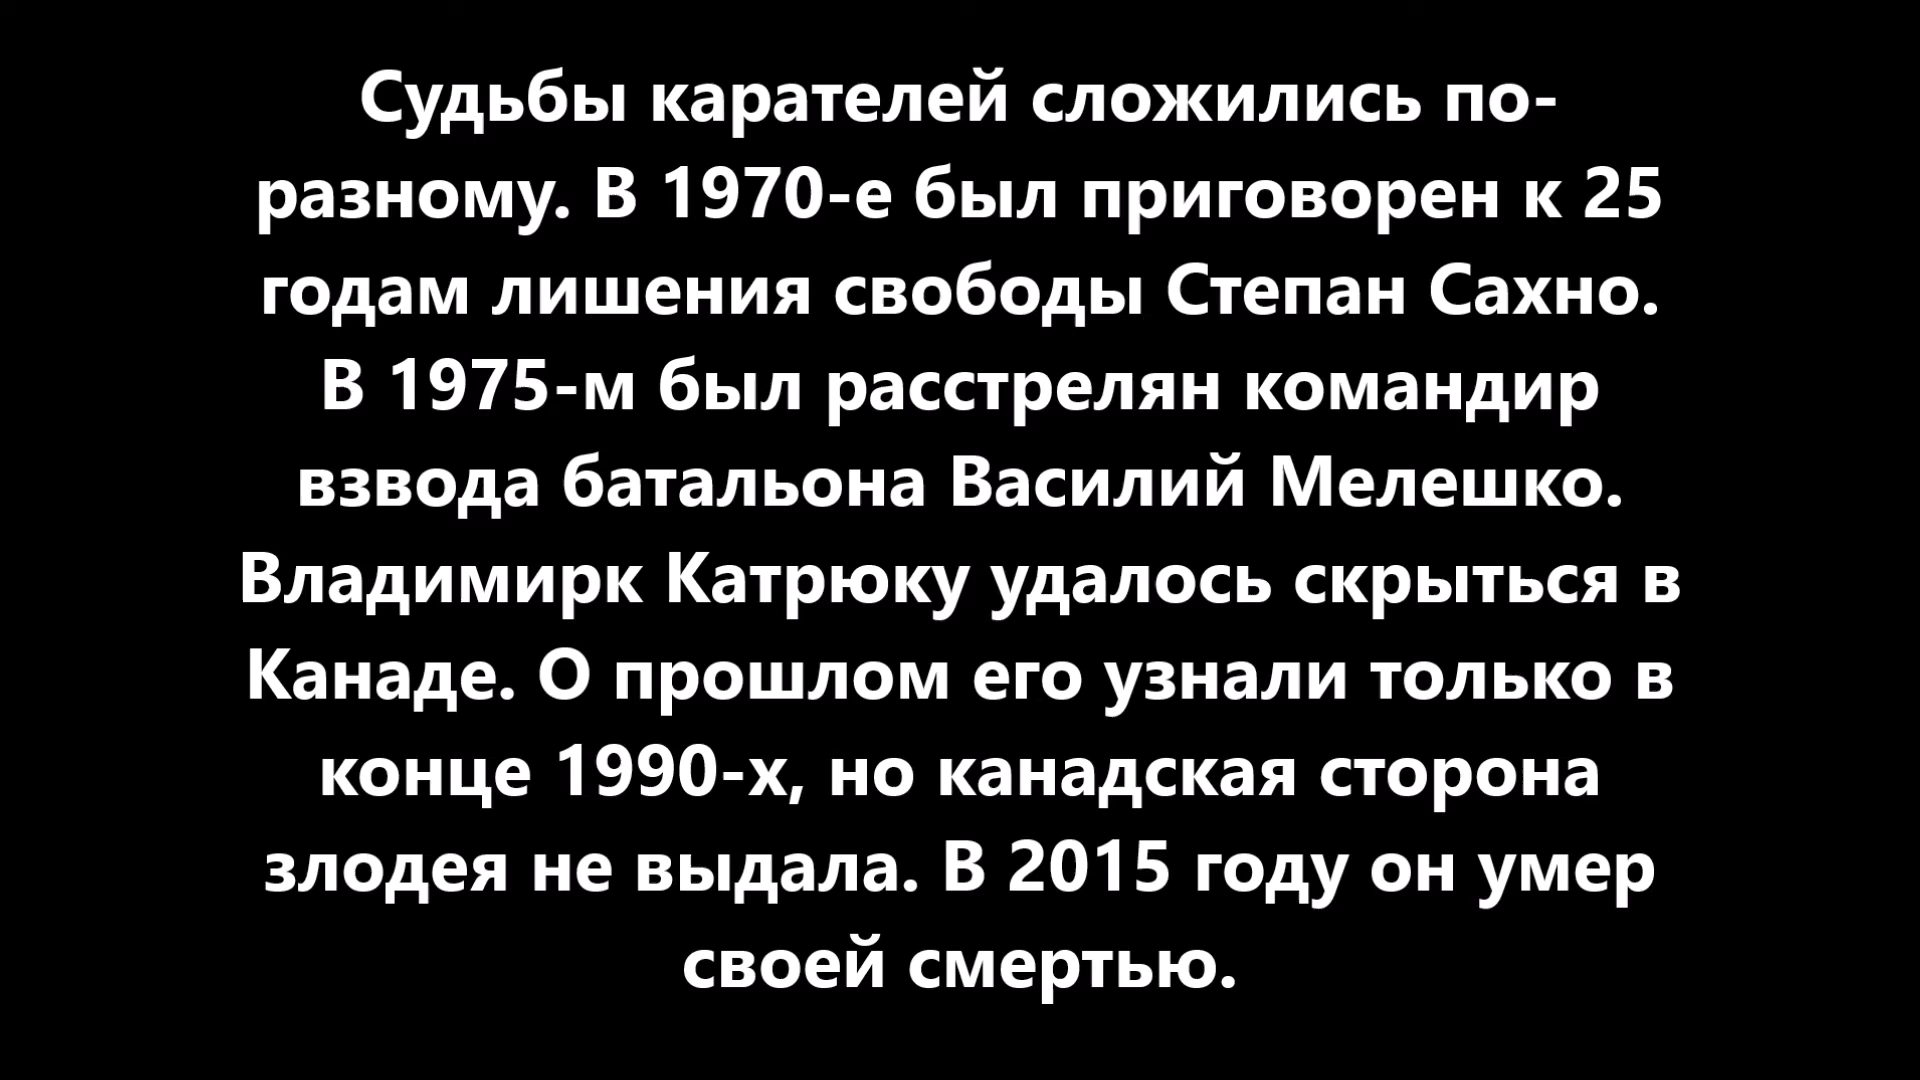 Судьбы карателей сложились по-
разному. В 1970-е был приговорен к 25
годам лишения свободы Степан Сахно.
В 1975-м был расстрелян командир
взвода батальона Василий Мелешко.
Владимирк Катрюку удалось скрыться в
Канаде. О прошлом его узнали только в
конце 1990-х, но канадская сторона
злодея не выдала. В 2015 году он умер
своей смертью.